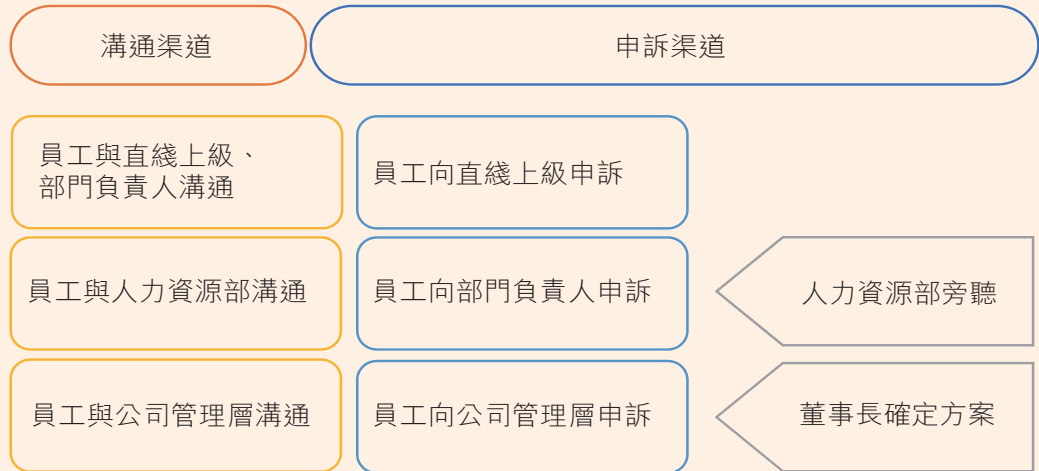 溝通渠道
申訴渠道
員工與直綫上級、
部門負責人溝通
員工向直綫上級申訴
員工與人力資源部溝通
員工向部門負責人申訴
人力資源部旁聽
員工與公司管理層溝通
員工向公司管理層申訴
董事長確定方案